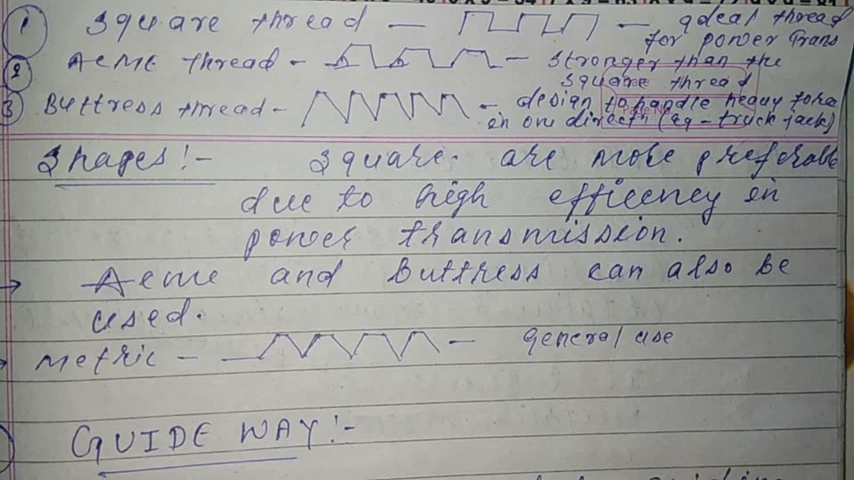 ① Square thread — — Ideal thread
for power Trans
② ACME thread - — Stronger than the
Square thread
③ Buttress thread - - design to handle heavy force
in one direct" (eg - truck jack)
Shapes :- Square are more preferable
due to high efficency in
power transmission.
→ Acme and Buttress can also be
used.
→ Metric - - general use
GUIDE WAY :-